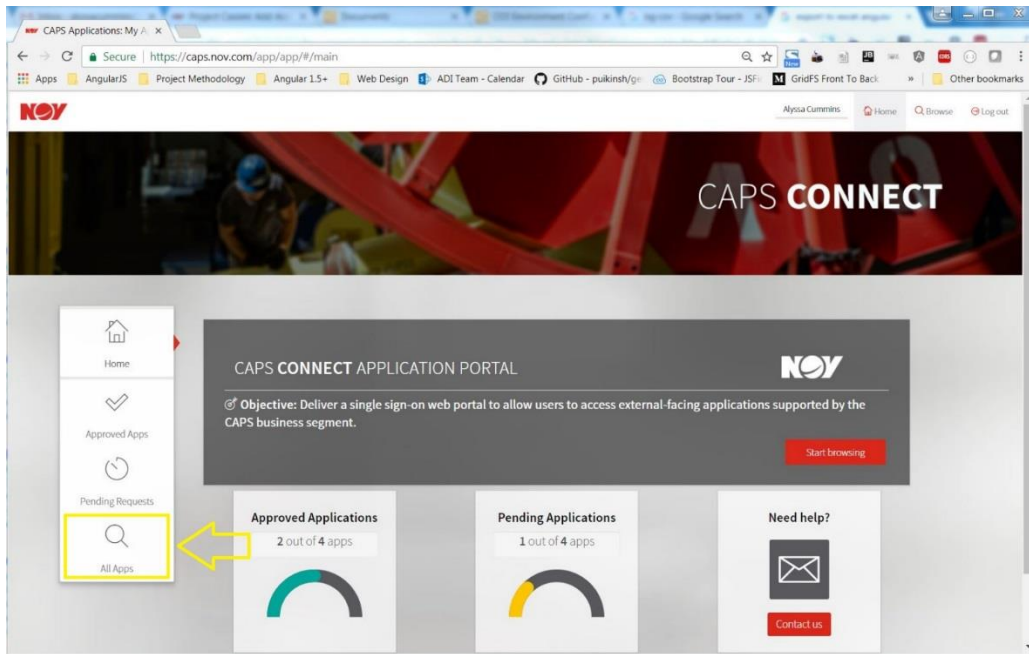 CAPS Applications: My A
Secure | https://caps.nov.com/app/app/#/main
Apps AngularJS Project Methodology Angular 1.5+ Web Design ADI Team - Calendar GitHub - puikinsh/ge Bootstrap Tour - JSFi GridFS Front To Back » Other bookmarks
NOV
Alyssa Cummins Home Browse Log out
CAPS CONNECT
Home
Approved Apps
Pending Requests
All Apps
CAPS CONNECT APPLICATION PORTAL
NOV
Objective: Deliver a single sign-on web portal to allow users to access external-facing applications supported by the
CAPS business segment.
Start browsing
Approved Applications
2 out of 4 apps
Pending Applications
1 out of 4 apps
Need help?
Contact us